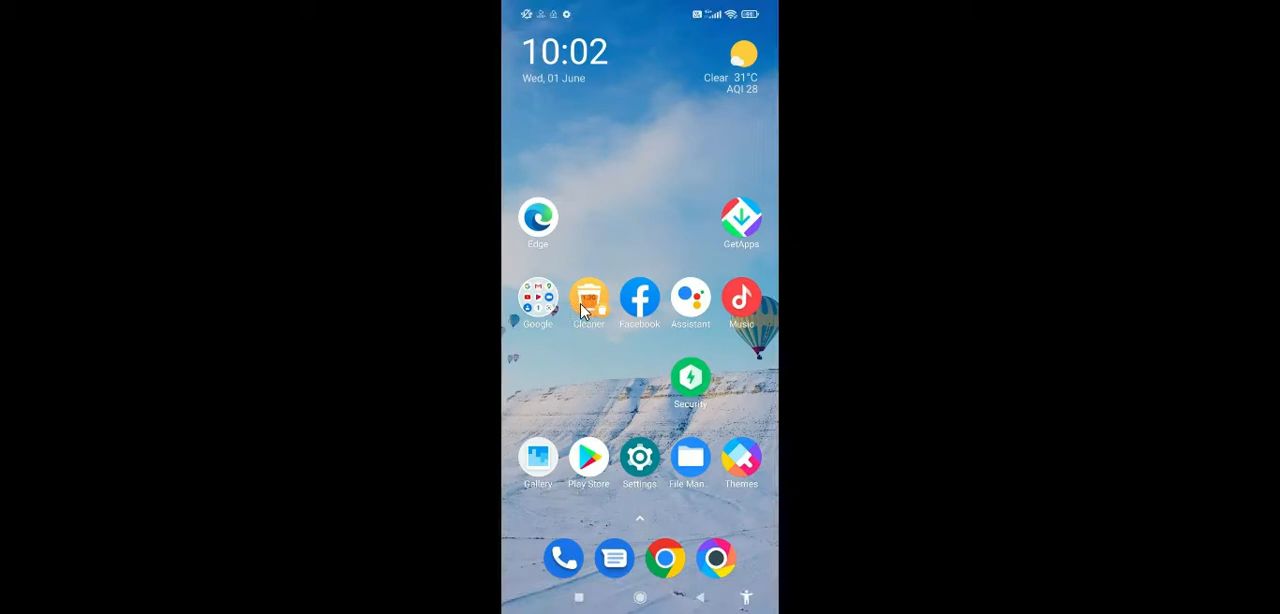 10:02
Wed, 01 June
Clear 31°C
AQI 28
Edge
GetApps
Google
Cleaner
Facebook
Assistant
Music
Security
Gallery
Play Store
Settings
File Man..
Themes